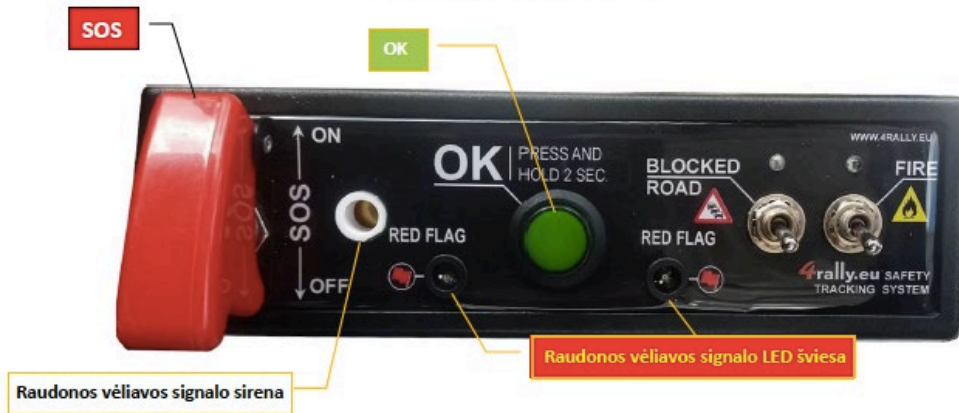 SOS
OK
ON
SOS
OFF
OK
PRESS AND
HOLD 2 SEC.
WWW.4RALLY.EU
BLOCKED
ROAD
FIRE
RED FLAG
RED FLAG
4rally.eu SAFETY
TRACKING SYSTEM
Raudonos vėliavos signalo LED šviesa
Raudonos vėliavos signalo sirena